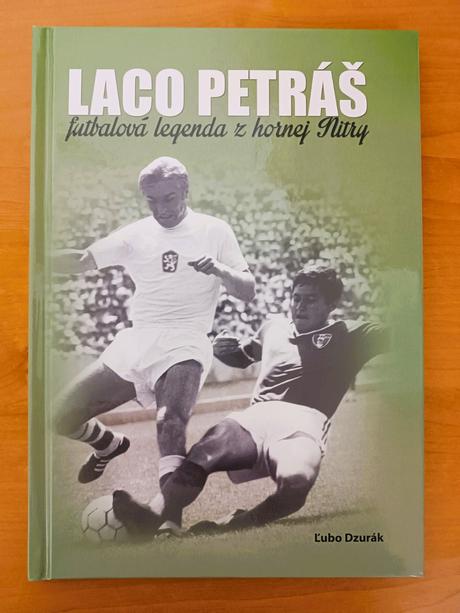 LACO PETRÁŠ
futbalová legenda z hornej Nitry
Ľubo Dzurák